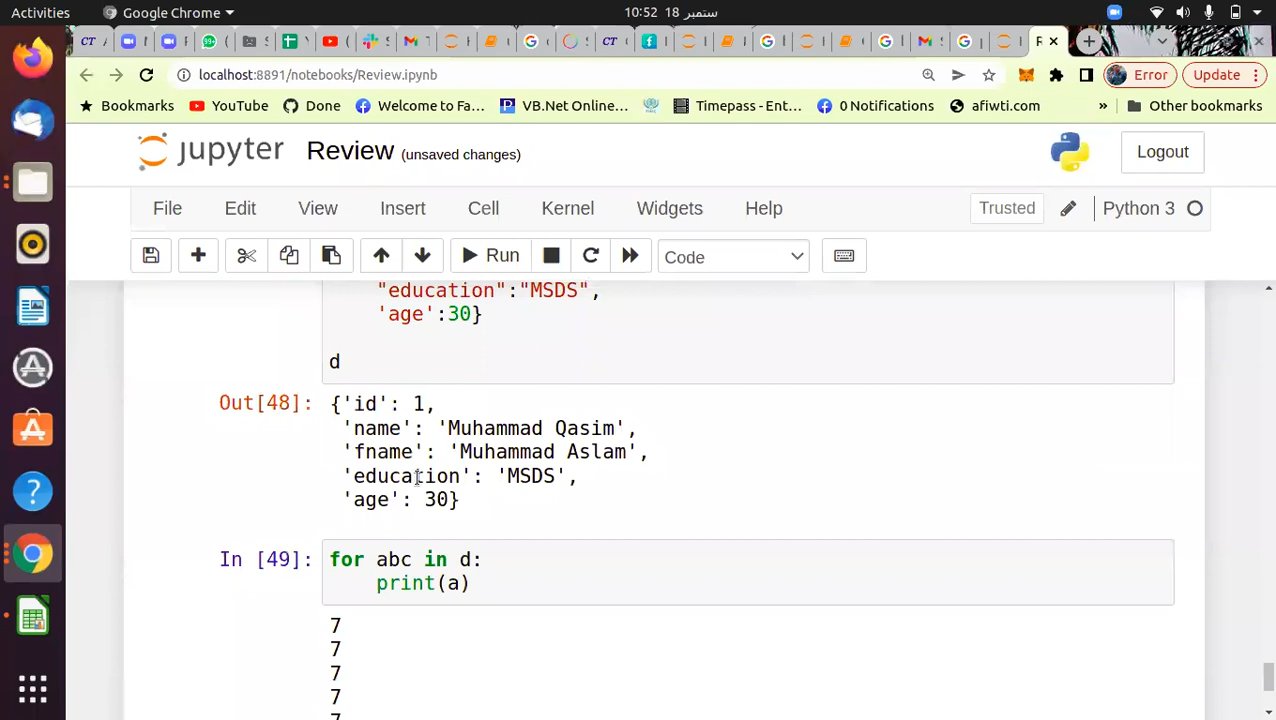 Activities
Google Chrome
10:52 18 ستمبر
CT
99+
CT
R
localhost:8891/notebooks/Review.ipynb
Error
Update
Bookmarks
YouTube
Done
Welcome to Fa...
VB.Net Online...
Timepass - Ent...
0 Notifications
afiwti.com
»
Other bookmarks
jupyter
Review (unsaved changes)
Logout
File
Edit
View
Insert
Cell
Kernel
Widgets
Help
Trusted
Python 3
Run
Code
"education":"MSDS",
'age':30}
d
Out[48]:
{'id': 1,
'name': 'Muhammad Qasim',
'fname': 'Muhammad Aslam',
'education': 'MSDS',
'age': 30}
In [49]:
for abc in d:
print(a)
7
7
7
7
7